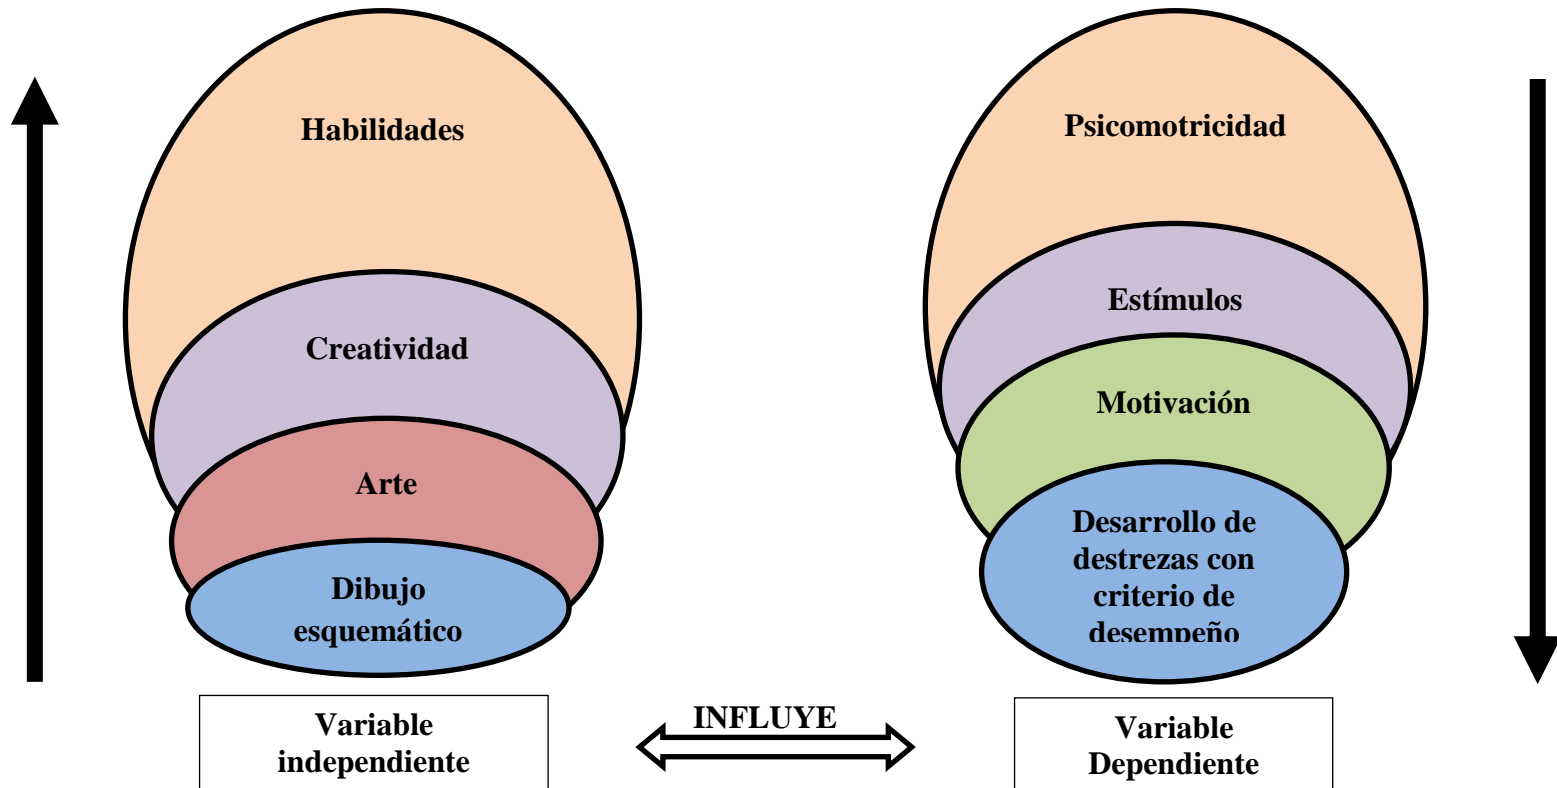 Habilidades
Creatividad
Arte
Dibujo
esquemático
Variable
independiente
INFLUYE
Psicomotricidad
Estímulos
Motivación
Desarrollo de
destrezas con
criterio de
desempeño
Variable
Dependiente